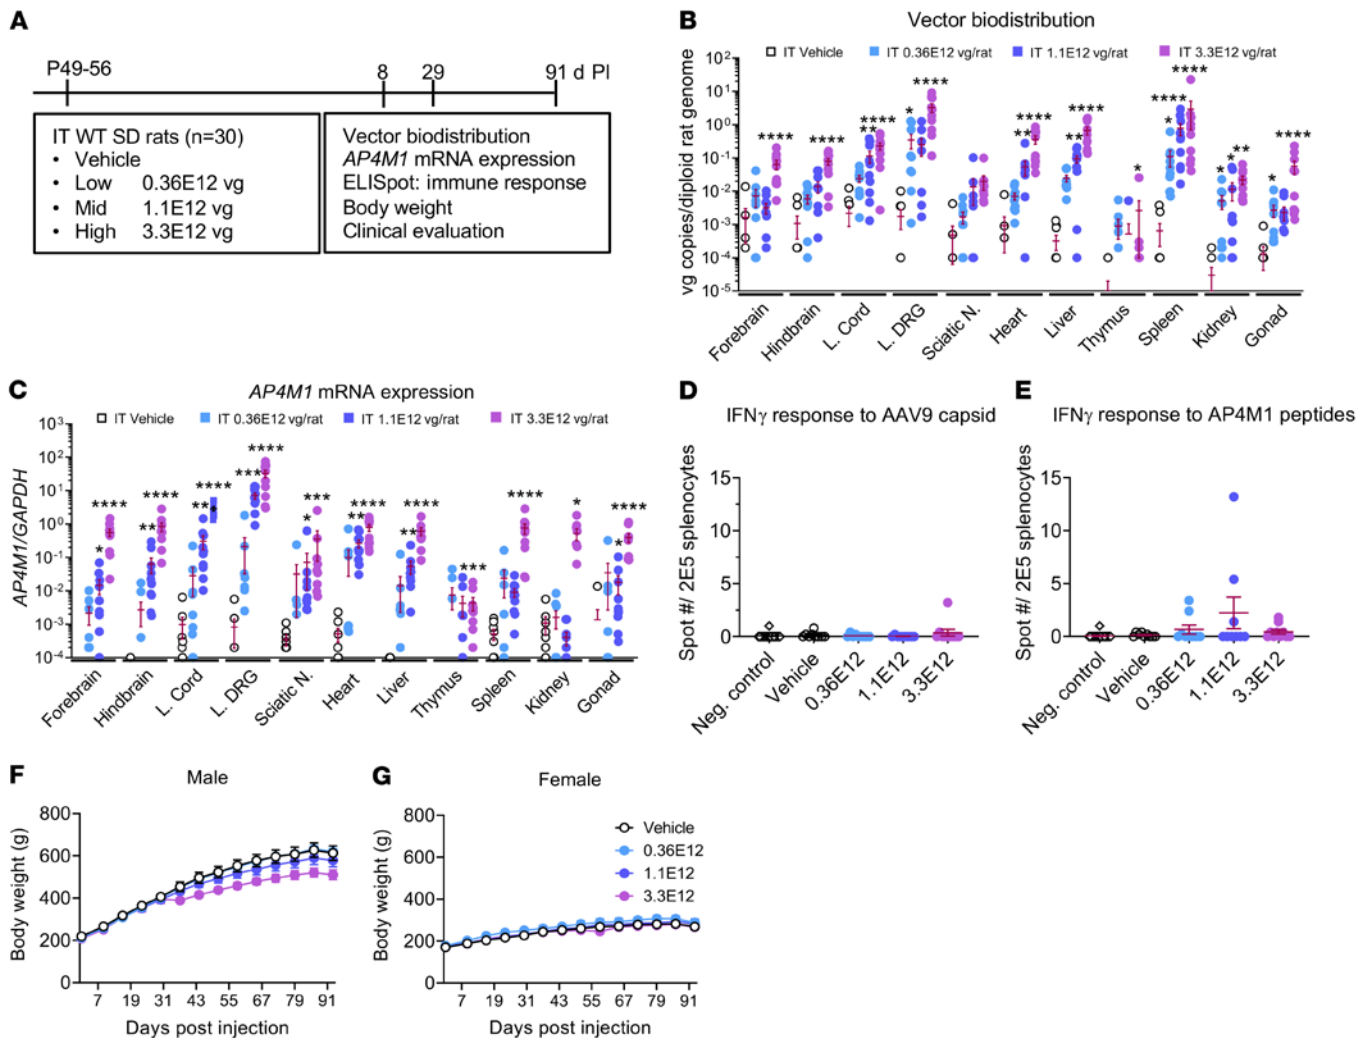 A
P49-56
8
29
91 d PI
IT WT SD rats (n=30)
• Vehicle
• Low 0.36E12 vg
• Mid 1.1E12 vg
• High 3.3E12 vg
Vector biodistribution
AP4M1 mRNA expression
ELISpot: immune response
Body weight
Clinical evaluation
B
Vector biodistribution
IT Vehicle
IT 0.36E12 vg/rat
IT 1.1E12 vg/rat
IT 3.3E12 vg/rat
vg copies/diploid rat genome
10²
10¹
10⁰
10⁻¹
10⁻²
10⁻³
10⁻⁴
10⁻⁵
****
****
**
****
*
****
**
****
**
****
*
*
****
****
*
*
**
*
****
Forebrain
Hindbrain
L. Cord
L. DRG
Sciatic N.
Heart
Liver
Thymus
Spleen
Kidney
Gonad
C
AP4M1 mRNA expression
IT Vehicle
IT 0.36E12 vg/rat
IT 1.1E12 vg/rat
IT 3.3E12 vg/rat
AP4M1/GAPDH
10³
10²
10¹
10⁰
10⁻¹
10⁻²
10⁻³
10⁻⁴
*
****
**
****
**
****
***
****
*
***
**
****
**
****
***
****
*
*
****
Forebrain
Hindbrain
L. Cord
L. DRG
Sciatic N.
Heart
Liver
Thymus
Spleen
Kidney
Gonad
D
IFNγ response to AAV9 capsid
Spot #/ 2E5 splenocytes
15
10
5
0
Neg. control
Vehicle
0.36E12
1.1E12
3.3E12
E
IFNγ response to AP4M1 peptides
Spot #/ 2E5 splenocytes
15
10
5
0
Neg. control
Vehicle
0.36E12
1.1E12
3.3E12
F
Male
Body weight (g)
800
600
400
200
0
7 19 31 43 55 67 79 91
Days post injection
G
Female
Body weight (g)
800
600
400
200
0
Vehicle
0.36E12
1.1E12
3.3E12
7 19 31 43 55 67 79 91
Days post injection